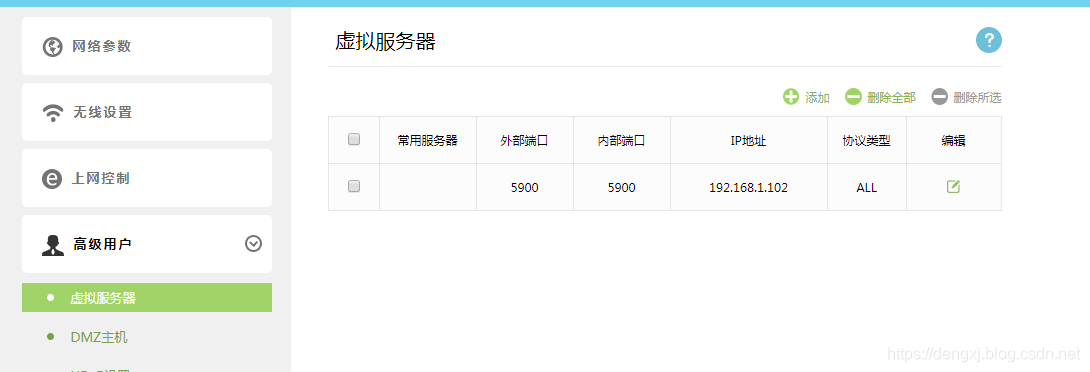 网络参数
无线设置
上网控制
高级用户
虚拟服务器
DMZ主机
虚拟服务器
?
添加 删除全部 删除所选
常用服务器 外部端口 内部端口 IP地址 协议类型 编辑
5900 5900 192.168.1.102 ALL
https://dengxj.blog.csdn.net